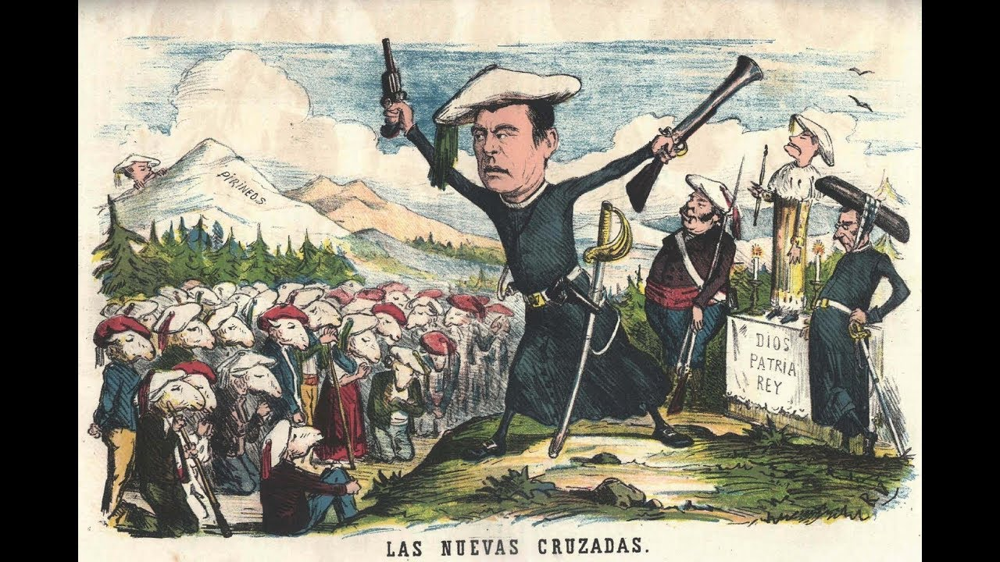 PIRINEOS
DIOS
PATRIA
REY
LAS NUEVAS CRUZADAS.